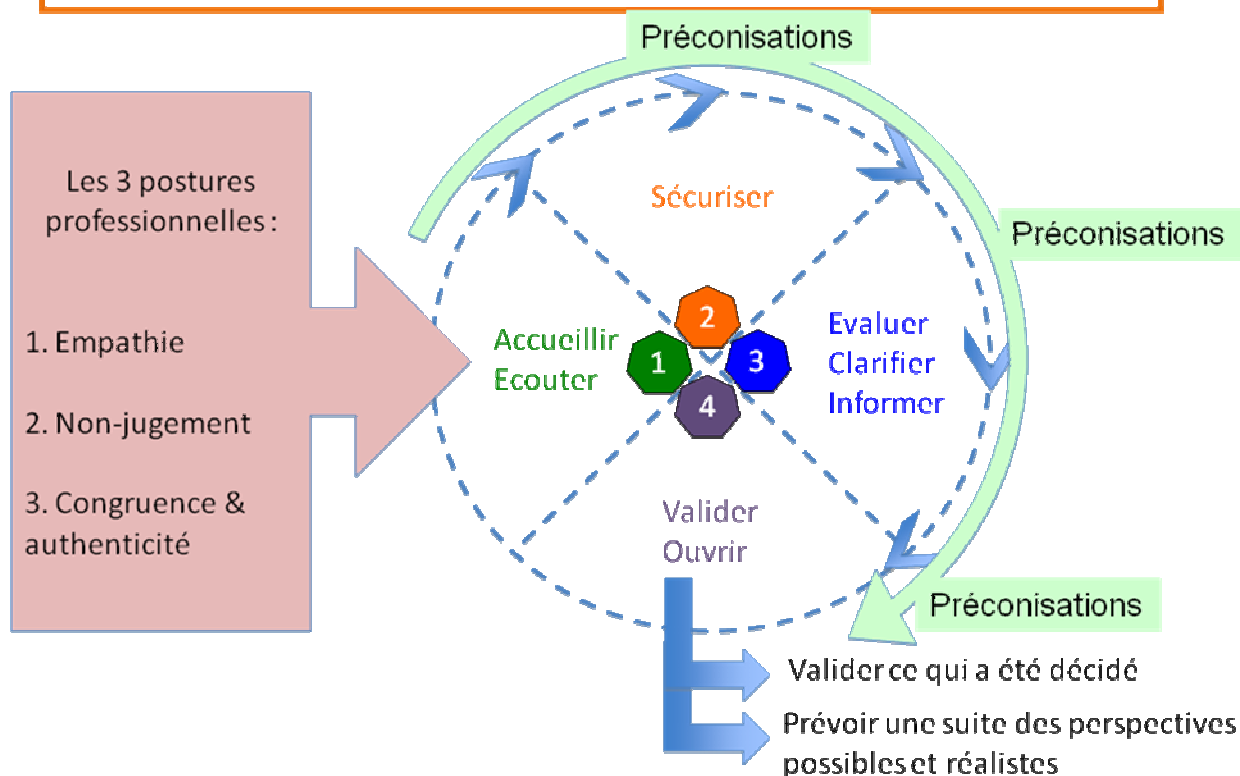 Préconisations
Les 3 postures
professionnelles :
1. Empathie
2. Non-jugement
3. Congruence &
authenticité
Sécuriser
Préconisations
Accueillir
Ecouter
1
2
3
4
Evaluer
Clarifier
Informer
Valider
Ouvrir
Préconisations
Valider ce qui a été décidé
Prévoir une suite des perspectives
possibles et réalistes